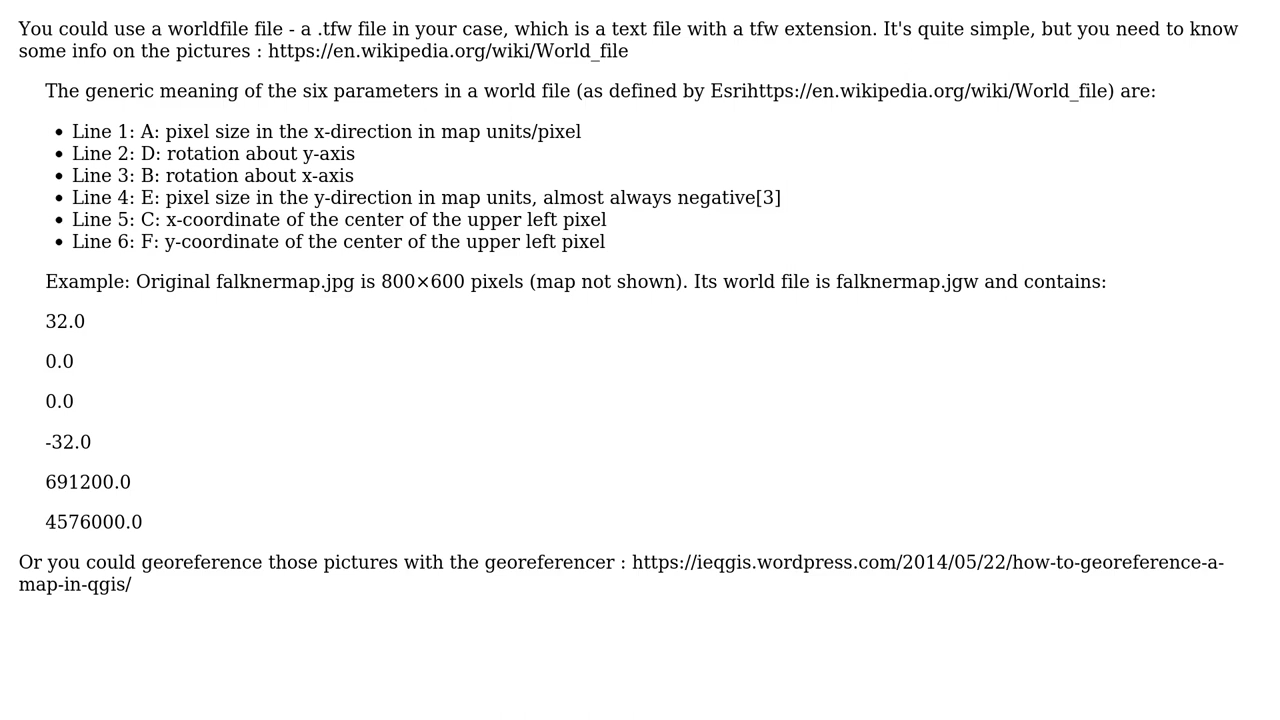 You could use a worldfile file - a .tfw file in your case, which is a text file with a tfw extension. It's quite simple, but you need to know
some info on the pictures : https://en.wikipedia.org/wiki/World_file
The generic meaning of the six parameters in a world file (as defined by Esrihttps://en.wikipedia.org/wiki/World_file) are:
• Line 1: A: pixel size in the x-direction in map units/pixel
• Line 2: D: rotation about y-axis
• Line 3: B: rotation about x-axis
• Line 4: E: pixel size in the y-direction in map units, almost always negative[3]
• Line 5: C: x-coordinate of the center of the upper left pixel
• Line 6: F: y-coordinate of the center of the upper left pixel
Example: Original falknermap.jpg is 800×600 pixels (map not shown). Its world file is falknermap.jgw and contains:
32.0
0.0
0.0
-32.0
691200.0
4576000.0
Or you could georeference those pictures with the georeferencer : https://ieqgis.wordpress.com/2014/05/22/how-to-georeference-a-
map-in-qgis/